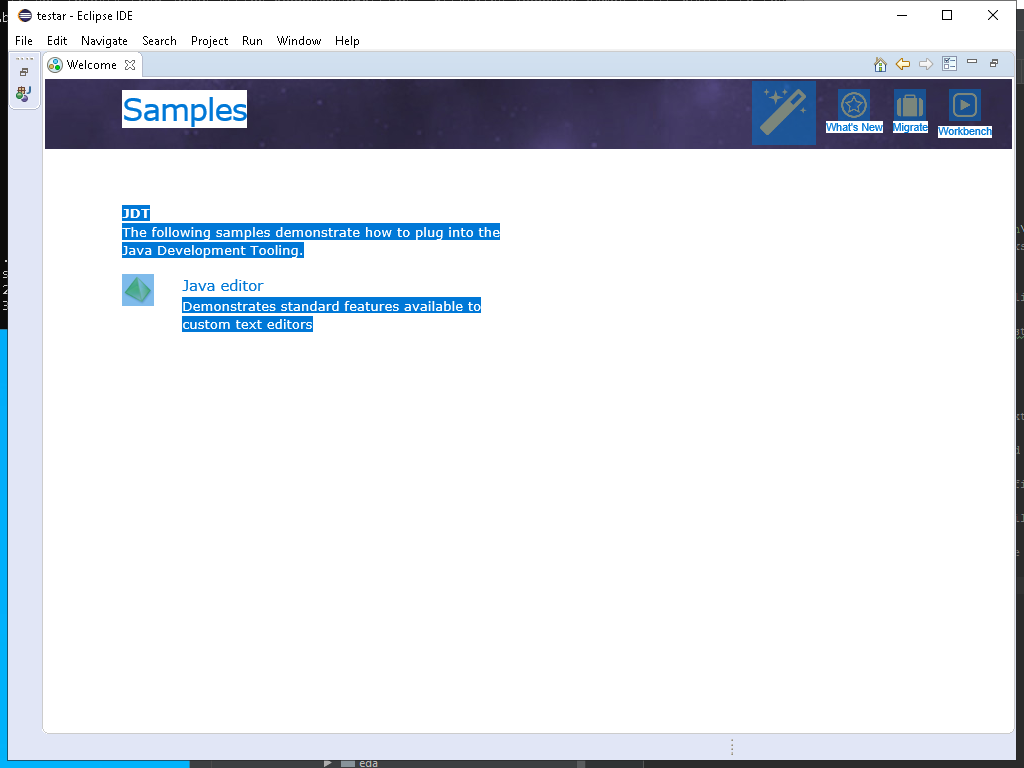 testar - Eclipse IDE
File Edit Navigate Search Project Run Window Help
Welcome
Samples
What's New
Migrate
Workbench
JDT
The following samples demonstrate how to plug into the
Java Development Tooling.
Java editor
Demonstrates standard features available to
custom text editors
eda